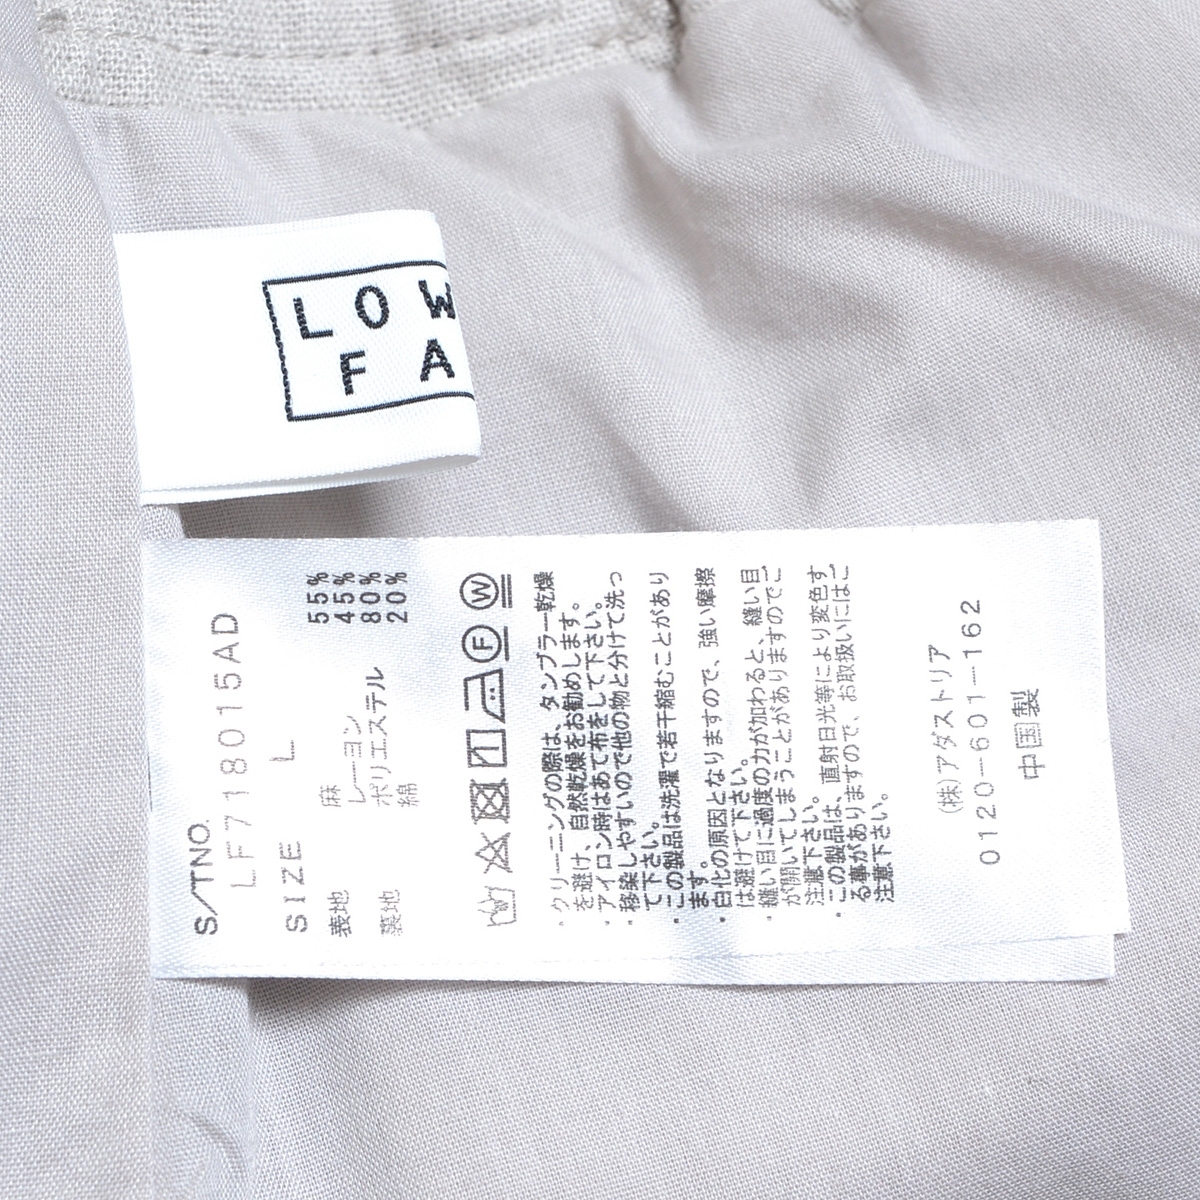 LOW
FA
S/TNO.
LF718015AD
SIZE L
表地 麻 55%
レーヨン 45%
裏地 ポリエステル 80%
綿 20%
F W
・クリーニングの際は、タンブラー乾燥
を避け、自然乾燥をお勧めします。
・アイロン時はあて布をして下さい。
・移染しやすいので他の物と分けて洗っ
て下さい。
・この製品は洗濯で若干縮むことがあり
ます。
・白化の原因となりますので、強い摩擦
は避けて下さい。
・縫い目に過度の力が加わると、縫い目
が開いてしまうことがありますのでご
注意下さい。
・この製品は、直射日光等により変色す
る事がありますので、お取扱いにはご
注意下さい。
(株)アダストリア
0120-601-162
中国製